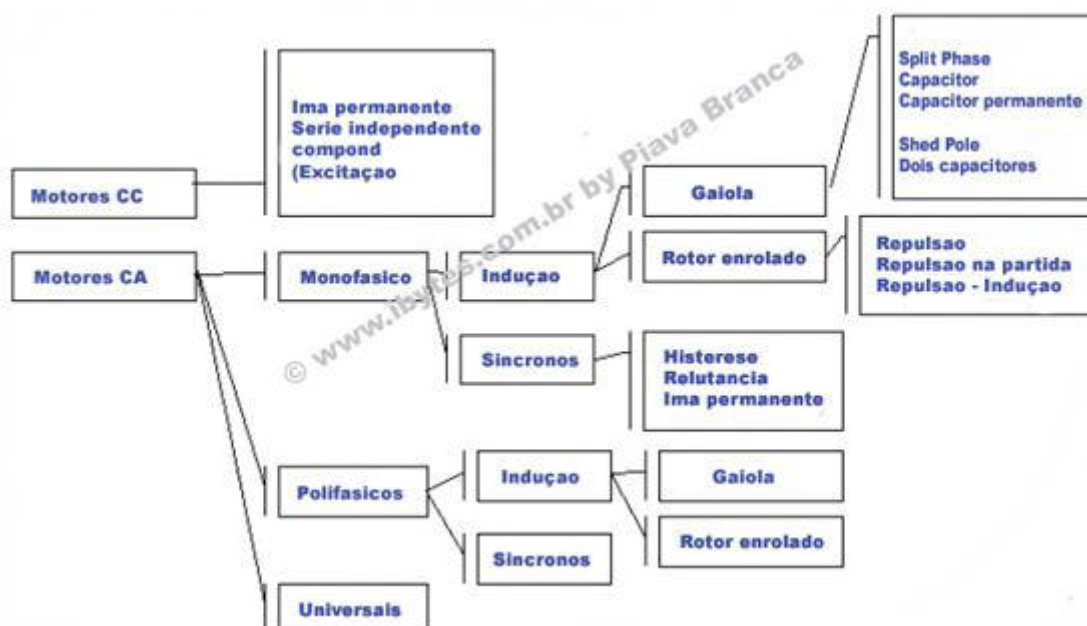 Ima permanente
Serie independente
compond
(Excitaçao
Motores CC
Motores CA
Monofasico
Induçao
Gaiola
Split Phase
Capacitor
Capacitor permanente
Shed Pole
Dois capacitores
Rotor enrolado
Repulsao
Repulsao na partida
Repulsao - Induçao
Sincronos
Histerese
Relutancia
Ima permanente
Polifasicos
Induçao
Gaiola
Rotor enrolado
Sincronos
Universais
© www.ibytes.com.br by Piava Branca